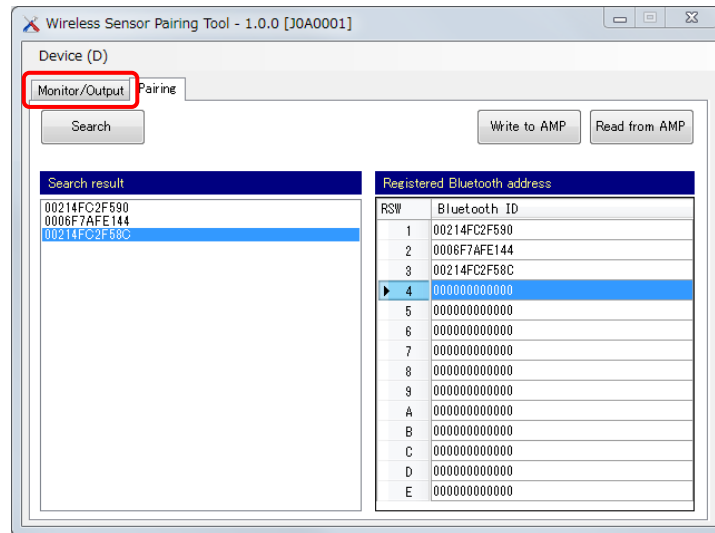 Wireless Sensor Pairing Tool - 1.0.0 [J0A0001]
Device (D)
Monitor/Output Pairing
Search Write to AMP Read from AMP
Search result
00214FC2F590
0006F7AFE144
00214FC2F58C
Registered Bluetooth address
RSW Bluetooth ID
1 00214FC2F590
2 0006F7AFE144
3 00214FC2F58C
4 000000000000
5 000000000000
6 000000000000
7 000000000000
8 000000000000
9 000000000000
A 000000000000
B 000000000000
C 000000000000
D 000000000000
E 000000000000